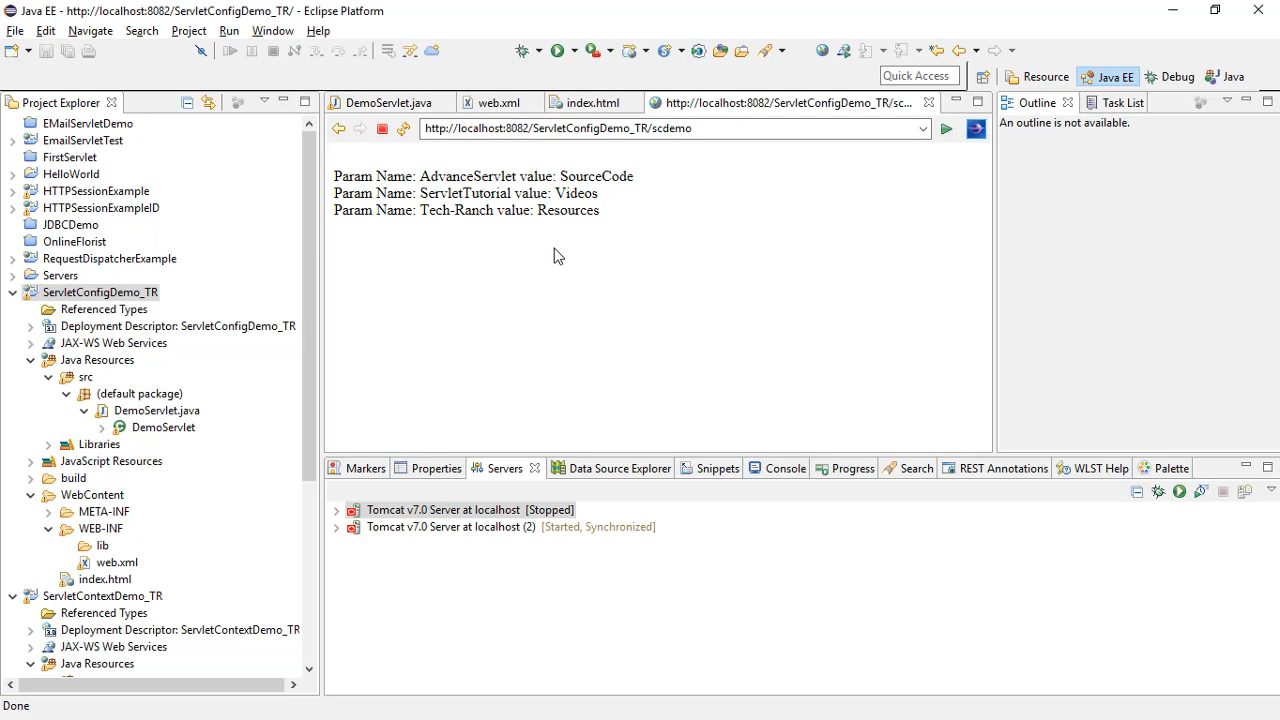 Java EE - http://localhost:8082/ServletConfigDemo_TR/ - Eclipse Platform
File Edit Navigate Search Project Run Window Help
Quick Access
Resource Java EE Debug Java
Project Explorer
EMailServletDemo
EmailServletTest
FirstServlet
HelloWorld
HTTPSessionExample
HTTPSessionExampleID
JDBCDemo
OnlineFlorist
RequestDispatcherExample
Servers
ServletConfigDemo_TR
Referenced Types
Deployment Descriptor: ServletConfigDemo_TR
JAX-WS Web Services
Java Resources
src
(default package)
DemoServlet.java
DemoServlet
Libraries
JavaScript Resources
build
WebContent
META-INF
WEB-INF
lib
web.xml
index.html
ServletContextDemo_TR
Referenced Types
Deployment Descriptor: ServletContextDemo_TR
JAX-WS Web Services
Java Resources
DemoServlet.java web.xml index.html http://localhost:8082/ServletConfigDemo_TR/sc...
http://localhost:8082/ServletConfigDemo_TR/scdemo
Param Name: AdvanceServlet value: SourceCode
Param Name: ServletTutorial value: Videos
Param Name: Tech-Ranch value: Resources
Outline Task List
An outline is not available.
Markers Properties Servers Data Source Explorer Snippets Console Progress Search REST Annotations WLST Help Palette
Tomcat v7.0 Server at localhost [Stopped]
Tomcat v7.0 Server at localhost (2) [Started, Synchronized]
Done